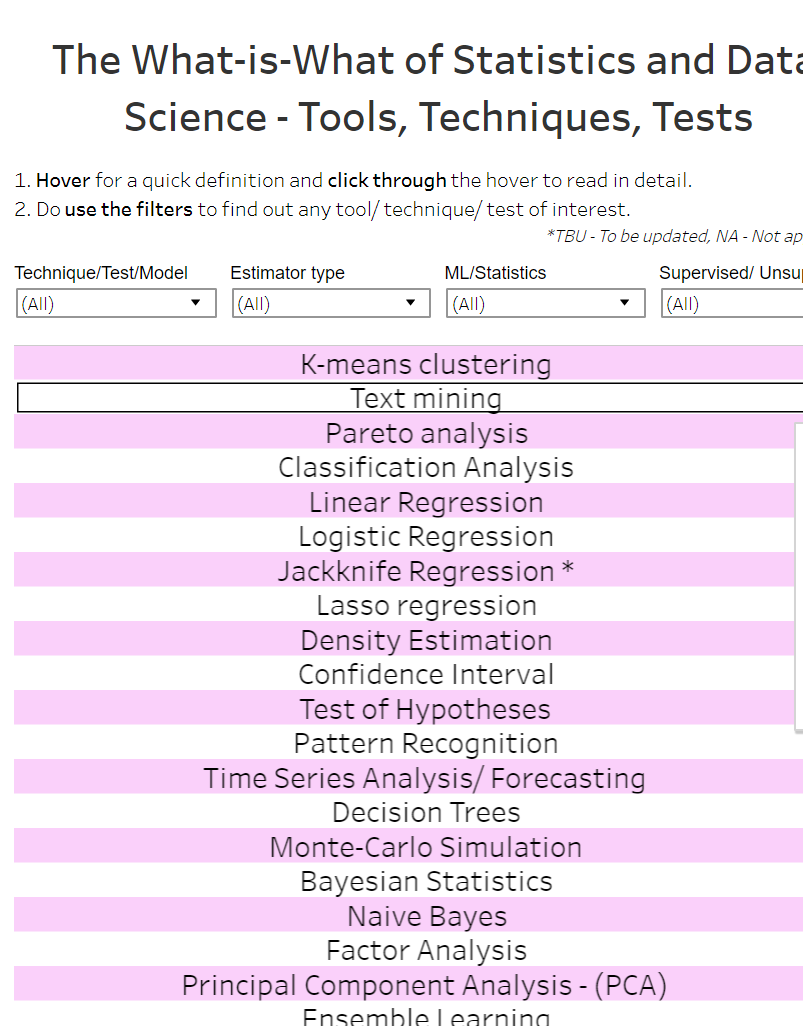 The What-is-What of Statistics and Data
Science - Tools, Techniques, Tests
1. Hover for a quick definition and click through the hover to read in detail.
2. Do use the filters to find out any tool/ technique/ test of interest.
*TBU - To be updated, NA - Not ap
Technique/Test/Model Estimator type ML/Statistics Supervised/ Unsup
(All) (All) (All) (All)
K-means clustering
Text mining
Pareto analysis
Classification Analysis
Linear Regression
Logistic Regression
Jackknife Regression *
Lasso regression
Density Estimation
Confidence Interval
Test of Hypotheses
Pattern Recognition
Time Series Analysis/ Forecasting
Decision Trees
Monte-Carlo Simulation
Bayesian Statistics
Naive Bayes
Factor Analysis
Principal Component Analysis - (PCA)
Ensemble Learning